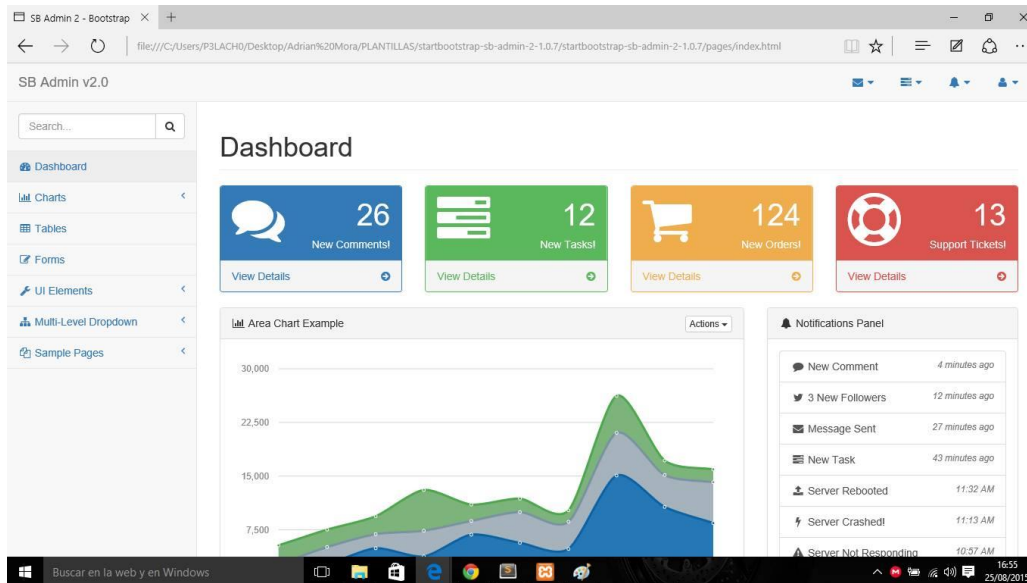 SB Admin 2 - Bootstrap
file:///C:/Users/P3LACH0/Desktop/Adrian%20Mora/PLANTILLAS/startbootstrap-sb-admin-2-1.0.7/startbootstrap-sb-admin-2-1.0.7/pages/index.html
SB Admin v2.0
Search...
Dashboard
Charts
Tables
Forms
UI Elements
Multi-Level Dropdown
Sample Pages
Dashboard
26
New Comments!
View Details
12
New Tasks!
View Details
124
New Orders!
View Details
13
Support Tickets!
View Details
Area Chart Example
Actions
30,000
22,500
15,000
7,500
Notifications Panel
New Comment 4 minutes ago
3 New Followers 12 minutes ago
Message Sent 27 minutes ago
New Task 43 minutes ago
Server Rebooted 11:32 AM
Server Crashed! 11:13 AM
Server Not Responding 10:57 AM
Buscar en la web y en Windows
16:55
25/08/2015